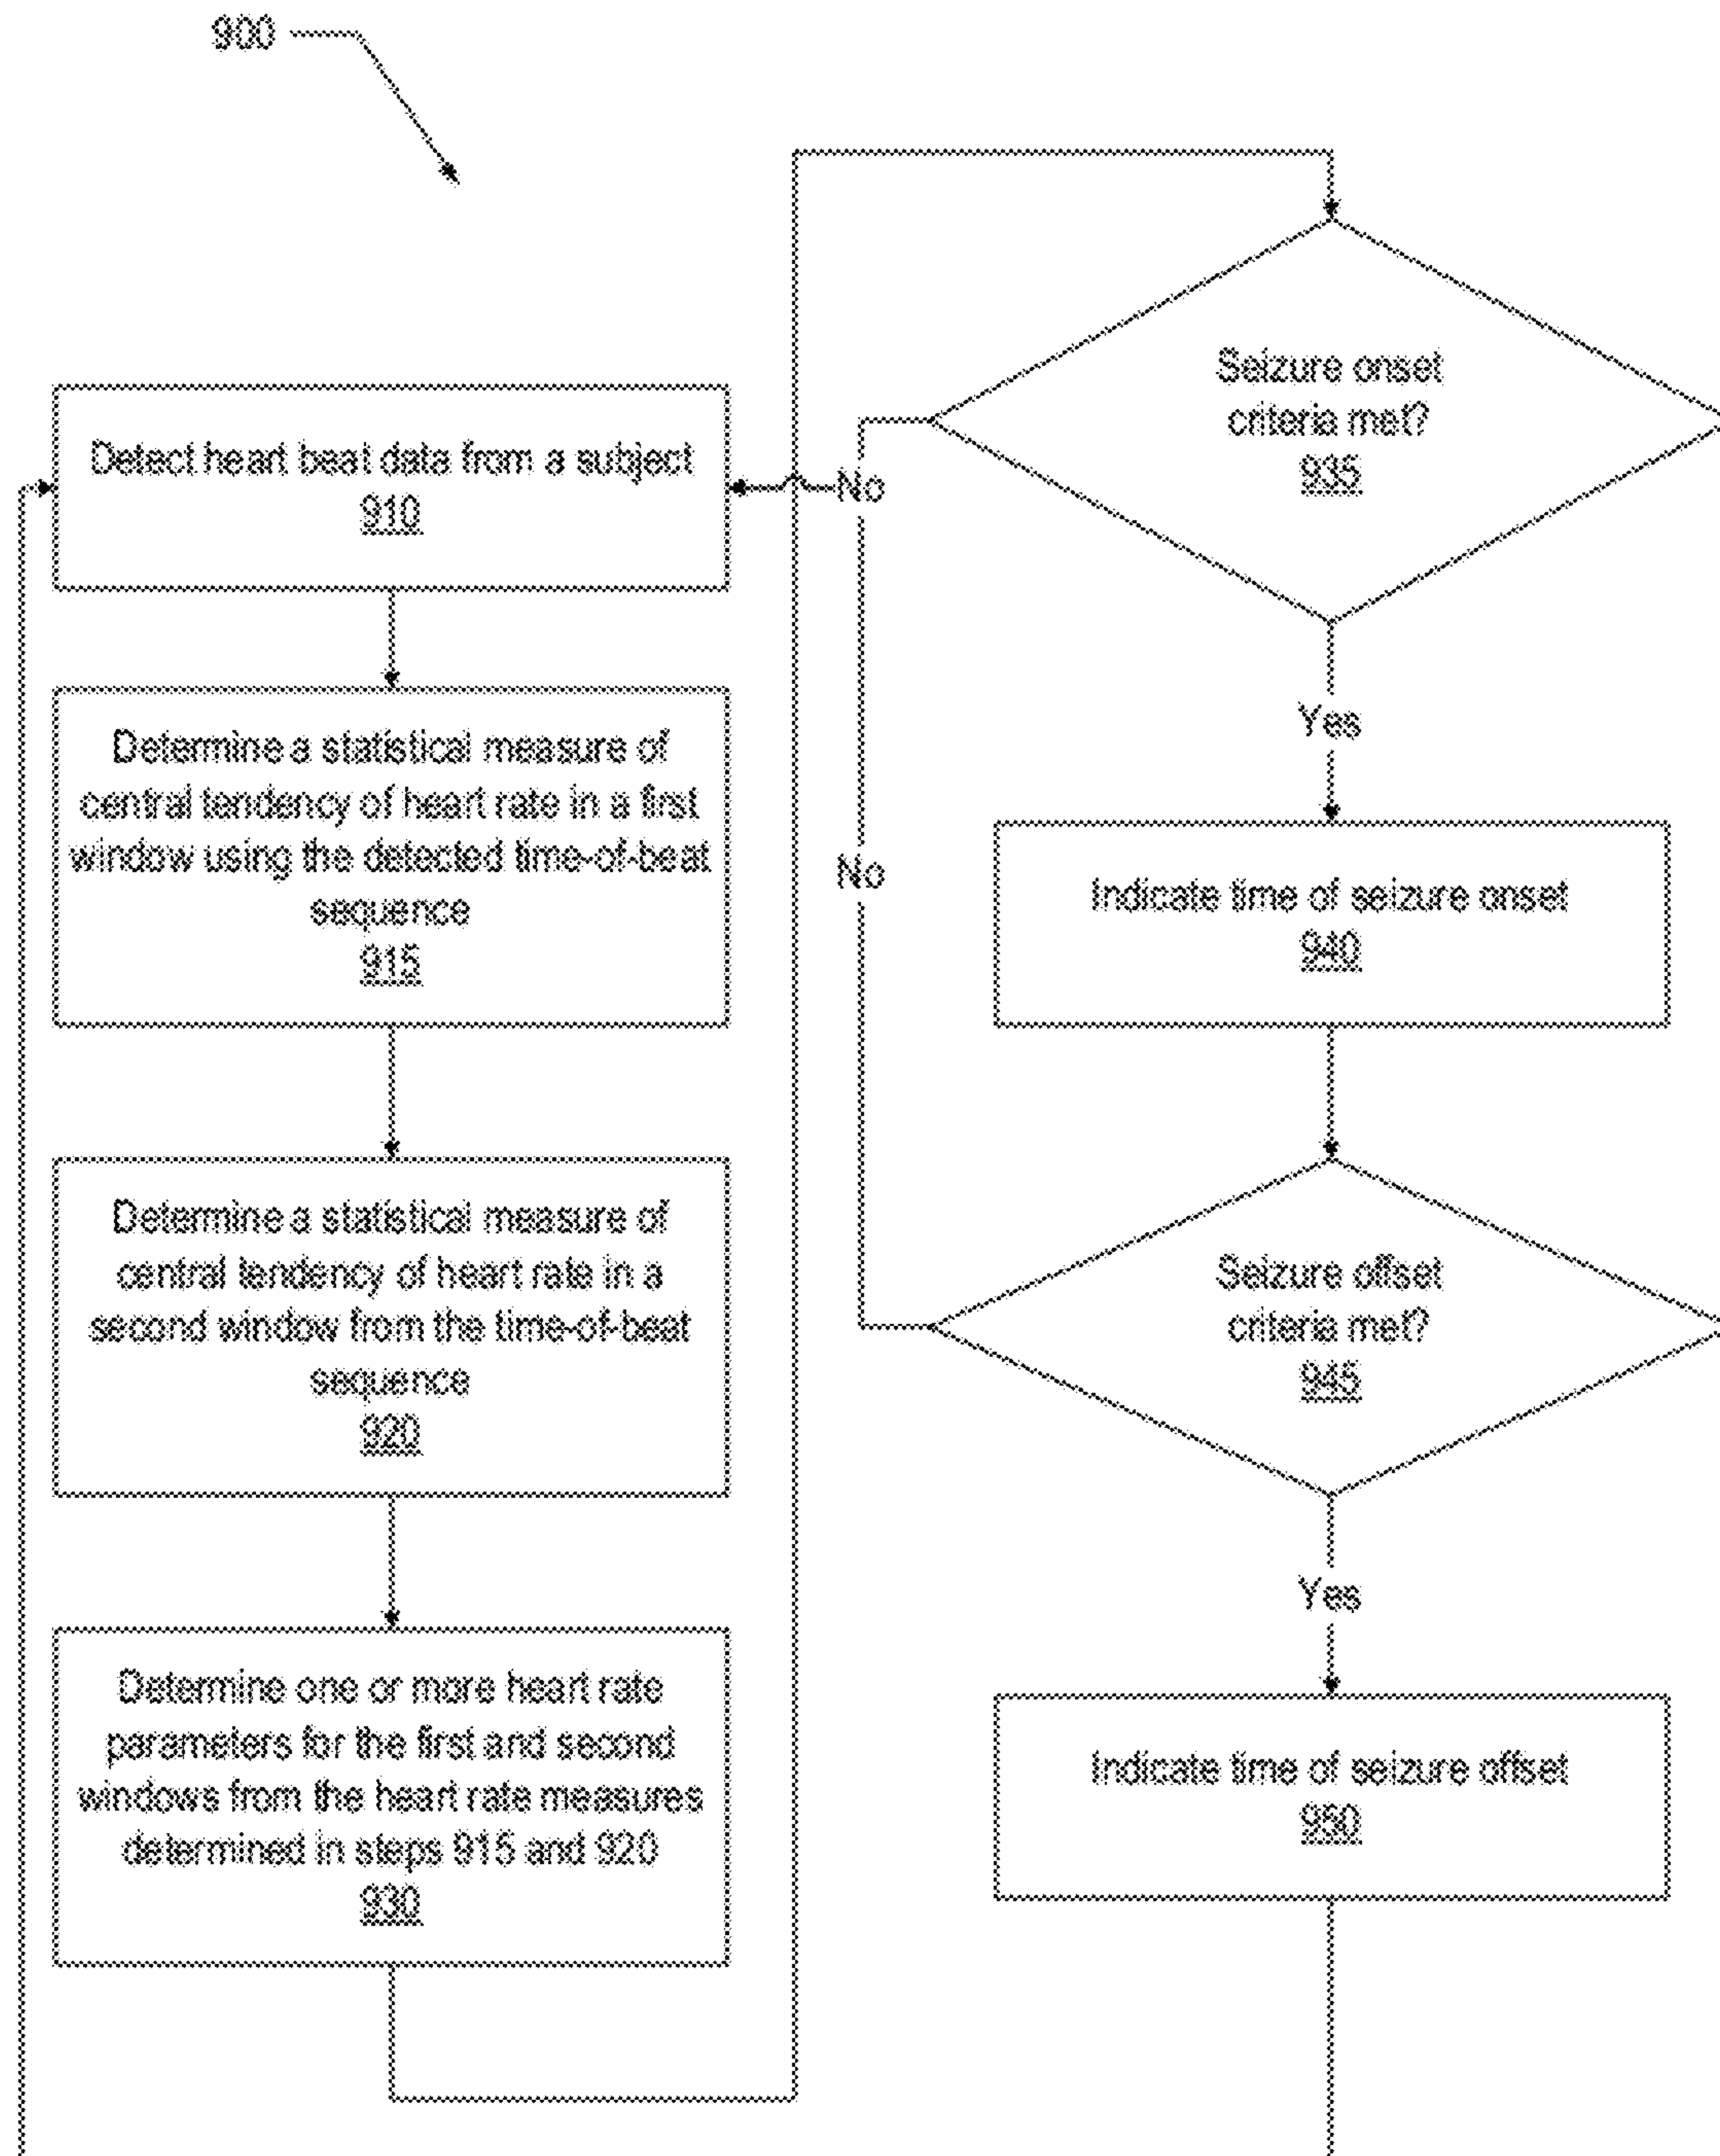 900
Detect heart beat data from a subject
910
Determine a statistical measure of
central tendency of heart rate in a first
window using the detected time-of-beat
sequence
915
Determine a statistical measure of
central tendency of heart rate in a
second window from the time-of-beat
sequence
920
Determine one or more heart rate
parameters for the first and second
windows from the heart rate measures
determined in steps 915 and 920
930
Seizure onset
criteria met?
935
No
Yes
Indicate time of seizure onset
940
No
Seizure offset
criteria met?
945
Yes
Indicate time of seizure offset
950